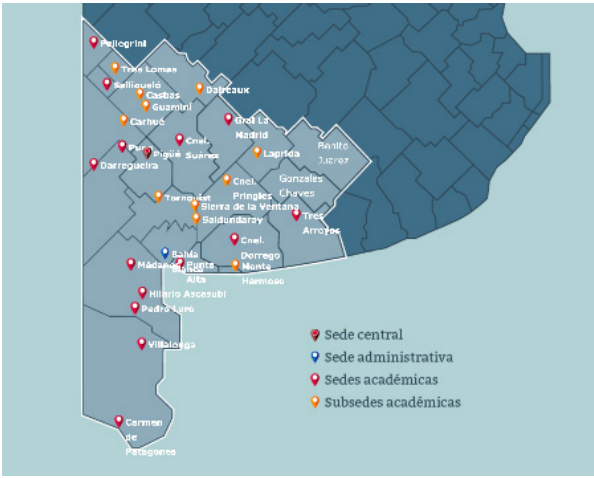 Pellegrini
Tres Lomas
Salliqueló
Casbas
Daireaux
Guamini
Carhué
Gral La
Madrid
Benito
Juarez
Puan
Pigüé
Cnel.
Suárez
Laprida
Darregueira
Cnel.
Pringles
Gonzales
Chaves
Tornquist
Sierra de la Ventana
Saldungaray
Tres
Arroyos
Cnel.
Dorrego
Bahía
Blanca
Médanos
Punta
Alta
Monte
Hermoso
Hilario Ascasubi
Pedro Luro
Villalonga
Carmen
de
Patagones
Sede central
Sede administrativa
Sedes académicas
Subsedes académicas